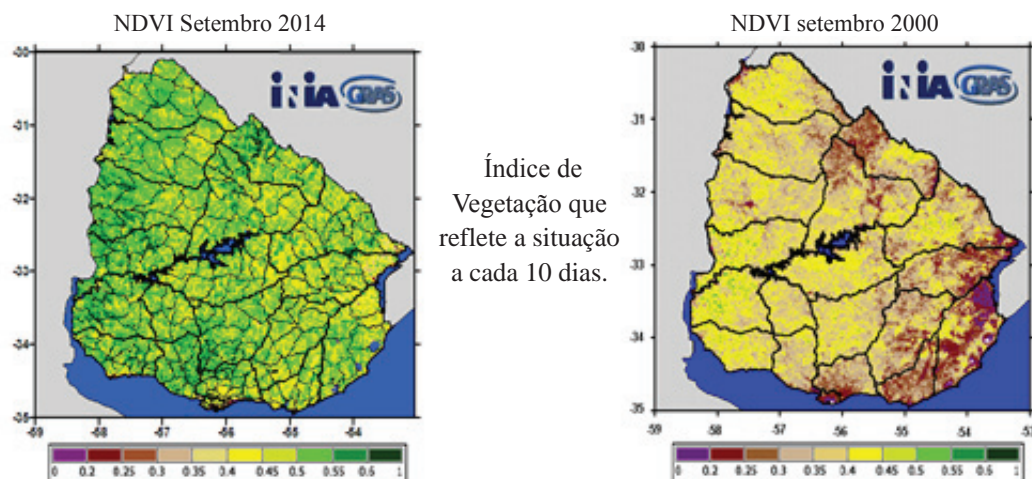 NDVI Setembro 2014
-30
-31
-32
-33
-34
-35
-59 -58 -57 -56 -55 -54
iNiA GRAS
0 0.2 0.25 0.3 0.35 0.4 0.45 0.5 0.55 0.6 1
Índice de
Vegetação que
reflete a situação
a cada 10 dias.
NDVI setembro 2000
-30
-31
-32
-33
-34
-35
-59 -58 -57 -56 -55 -54 -53
iNiA GRAS
0 0.2 0.25 0.3 0.35 0.4 0.45 0.5 0.55 0.6 1